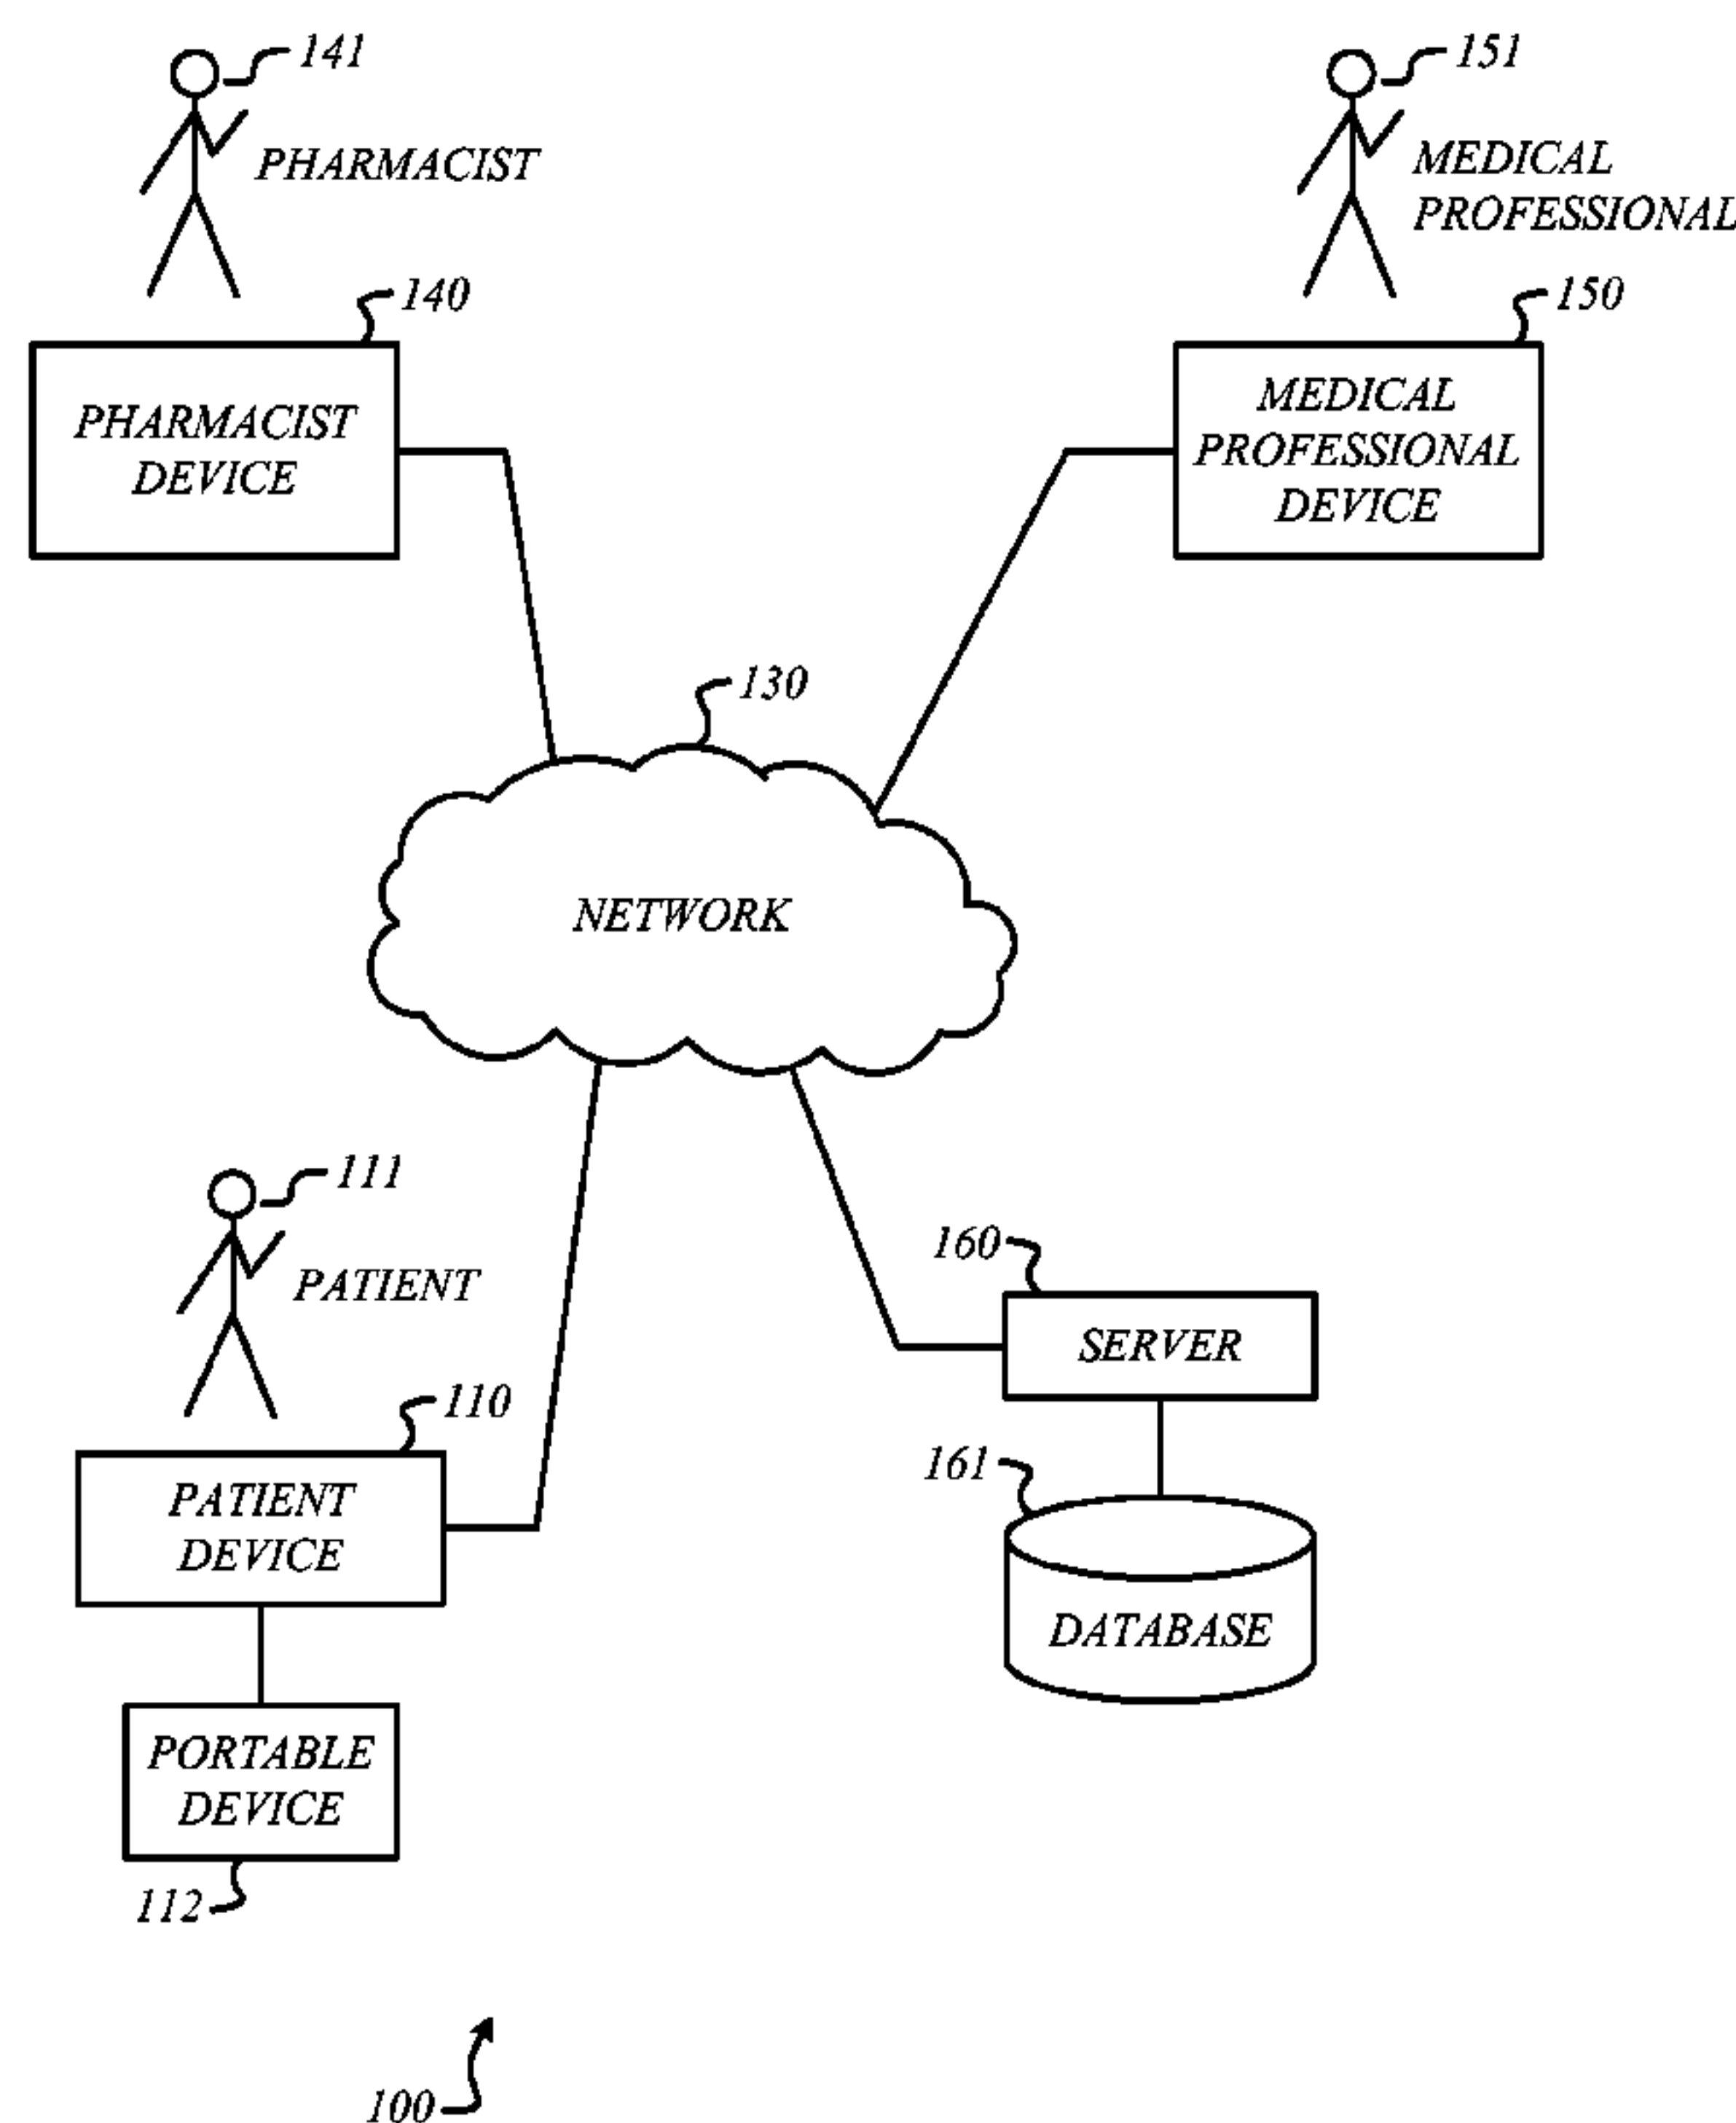 141
PHARMACIST
151
MEDICAL
PROFESSIONAL
140
PHARMACIST
DEVICE
150
MEDICAL
PROFESSIONAL
DEVICE
130
NETWORK
111
PATIENT
110
PATIENT
DEVICE
160
SERVER
161
DATABASE
PORTABLE
DEVICE
112
100